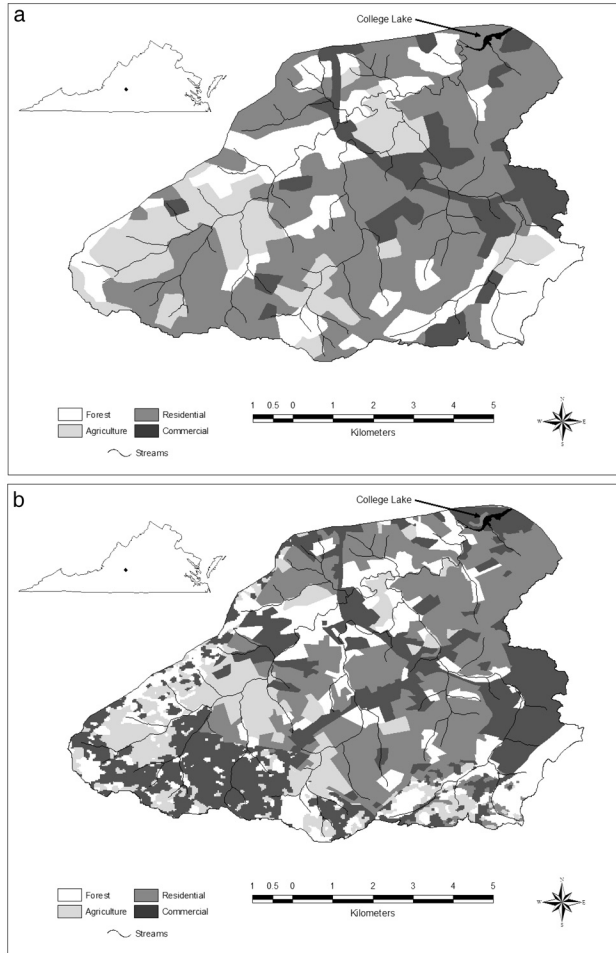 a
College Lake
Forest
Residential
Agriculture
Commercial
Streams
1 0.5 0 1 2 3 4 5
Kilometers
N
W E
S
b
College Lake
Forest
Residential
Agriculture
Commercial
Streams
1 0.5 0 1 2 3 4 5
Kilometers
N
W E
S